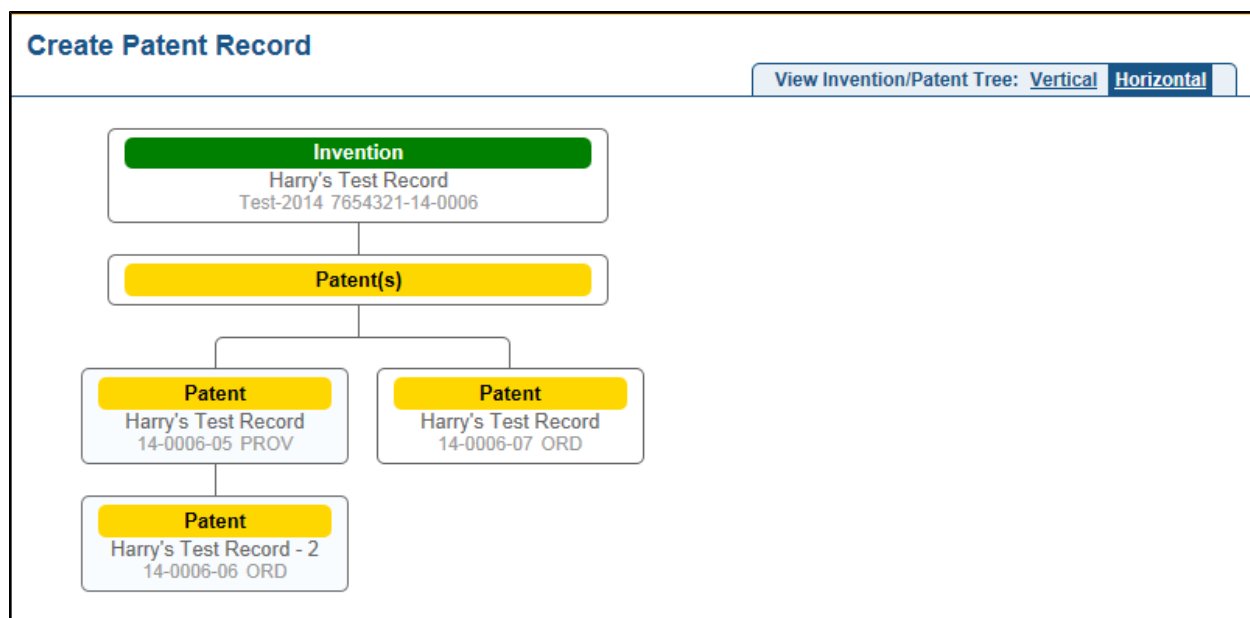 Create Patent Record
View Invention/Patent Tree: Vertical Horizontal
Invention
Harry's Test Record
Test-2014 7654321-14-0006
Patent(s)
Patent
Harry's Test Record
14-0006-05 PROV
Patent
Harry's Test Record
14-0006-07 ORD
Patent
Harry's Test Record - 2
14-0006-06 ORD